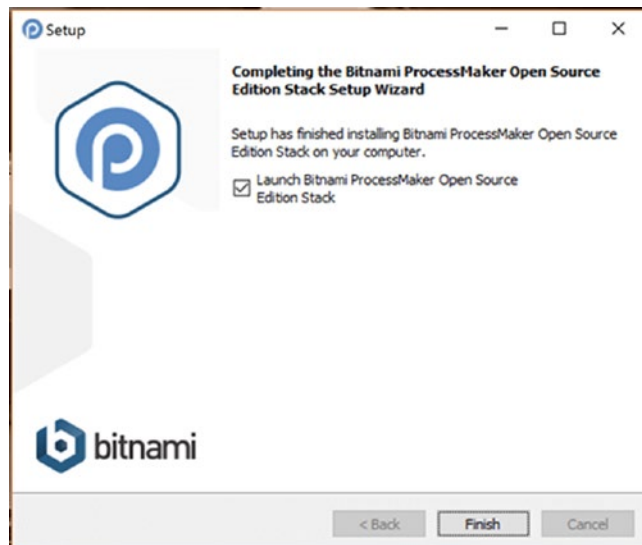 Setup
Completing the Bitnami ProcessMaker Open Source
Edition Stack Setup Wizard
Setup has finished installing Bitnami ProcessMaker Open Source
Edition Stack on your computer.
Launch Bitnami ProcessMaker Open Source
Edition Stack
bitnami
< Back
Finish
Cancel